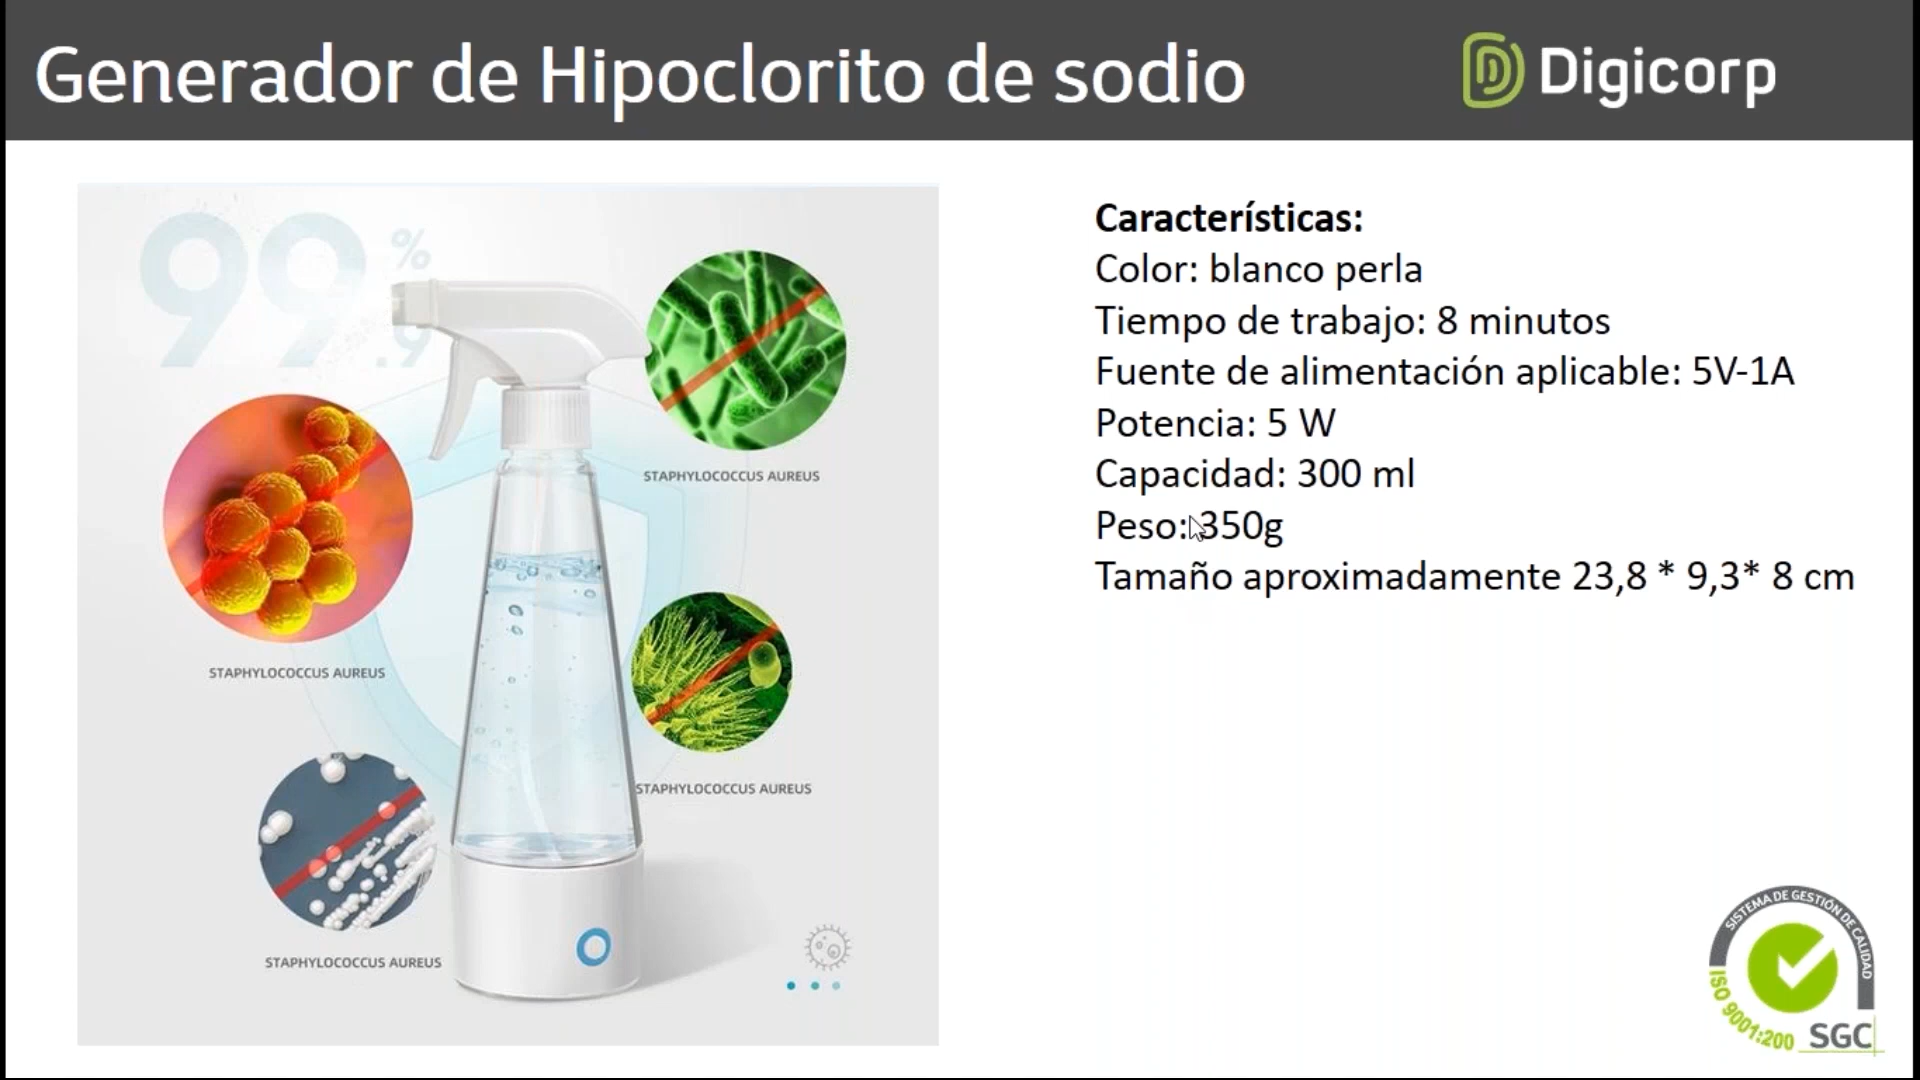 Generador de Hipoclorito de sodio
Digicorp
99.9%
STAPHYLOCOCCUS AUREUS
STAPHYLOCOCCUS AUREUS
STAPHYLOCOCCUS AUREUS
STAPHYLOCOCCUS AUREUS
Características:
Color: blanco perla
Tiempo de trabajo: 8 minutos
Fuente de alimentación aplicable: 5V-1A
Potencia: 5 W
Capacidad: 300 ml
Peso: 350g
Tamaño aproximadamente 23,8 * 9,3* 8 cm
SISTEMA DE GESTIÓN DE CALIDAD
ISO 9001:200
SGC